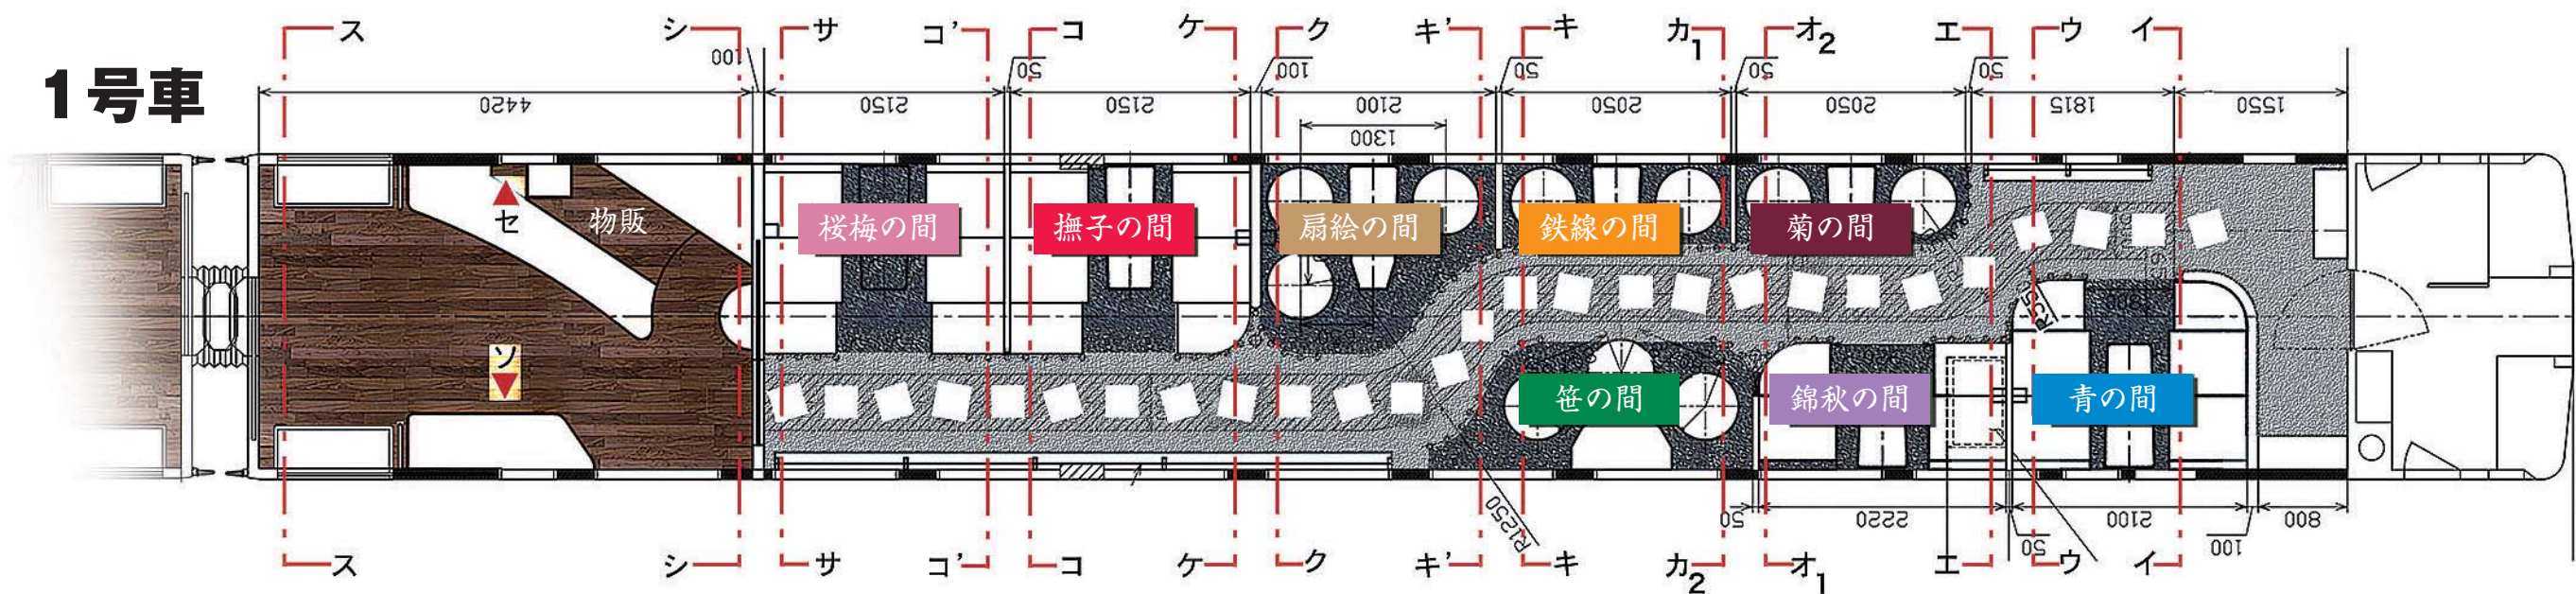 ス シ サ コ’ コ ケ ク キ’ キ カ1 オ2 エ ウ イ
1号車
100 50 100 50 50 50
4420 2150 2150 2100 2050 2050 1815 1550
1300
セ 物販 桜梅の間 撫子の間 扇絵の間 鉄線の間 菊の間
ソ 笹の間 錦秋の間 青の間
R1250 50 2220 50 2100 100 800
ス シ サ コ’ コ ケ ク キ’ キ カ2 オ1 エ ウ イ